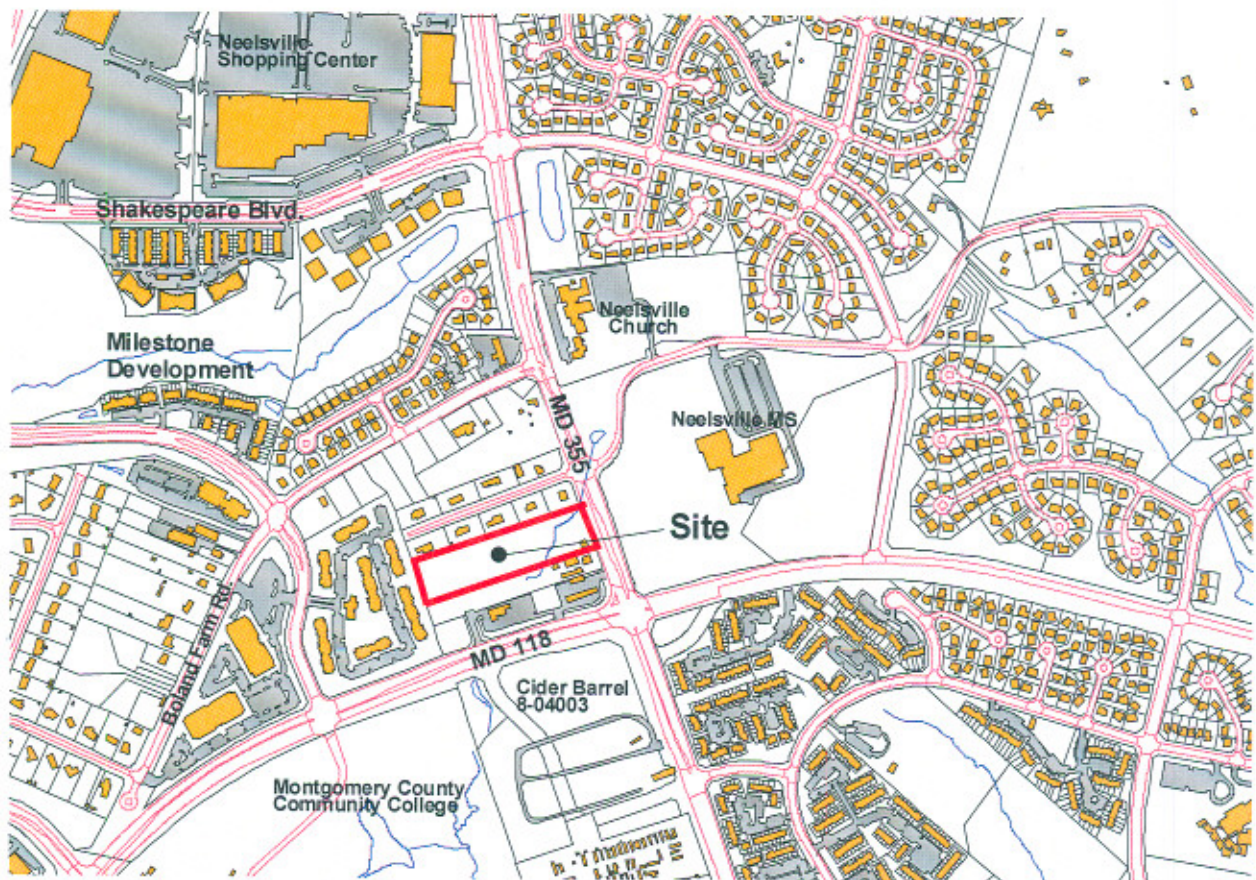 Neelsville
Shopping Center
Shakespeare Blvd.
Neelsville
Church
Milestone
Development
MD 355
Neelsville MS
Site
Boland Farm Rd
MD 118
Cider Barrel
8-04003
Montgomery County
Community College